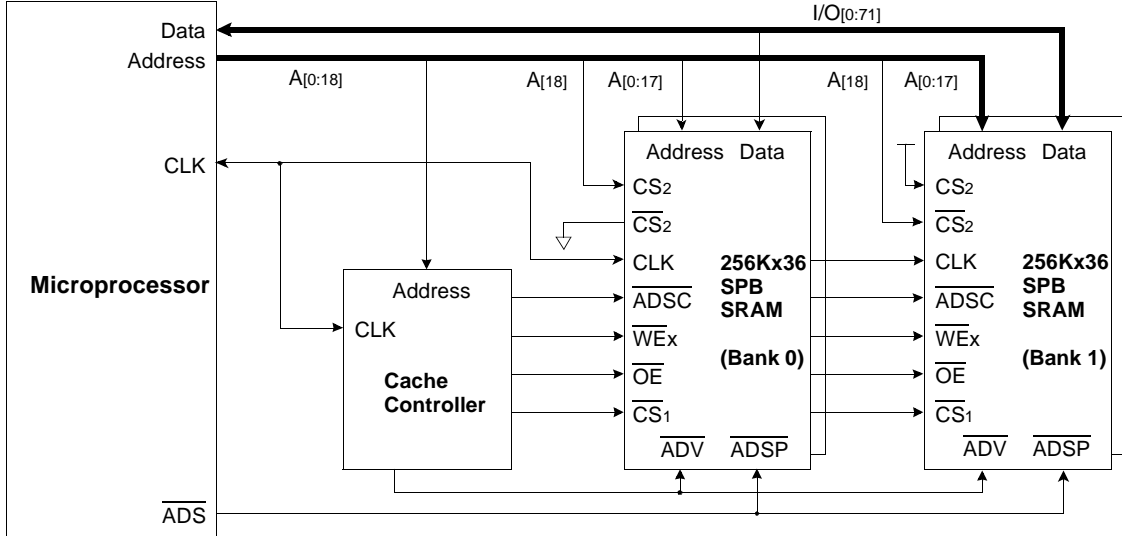 I/O[0:71]
Data
Address
A[0:18]
A[18]
A[0:17]
A[18]
A[0:17]
CLK
Microprocessor
ADS
Address
CLK
Cache
Controller
Address Data
CS2
CS2
CLK
ADSC
WEx
OE
CS1
ADV ADSP
256Kx36
SPB
SRAM
(Bank 0)
Address Data
CS2
CS2
CLK
ADSC
WEx
OE
CS1
ADV ADSP
256Kx36
SPB
SRAM
(Bank 1)